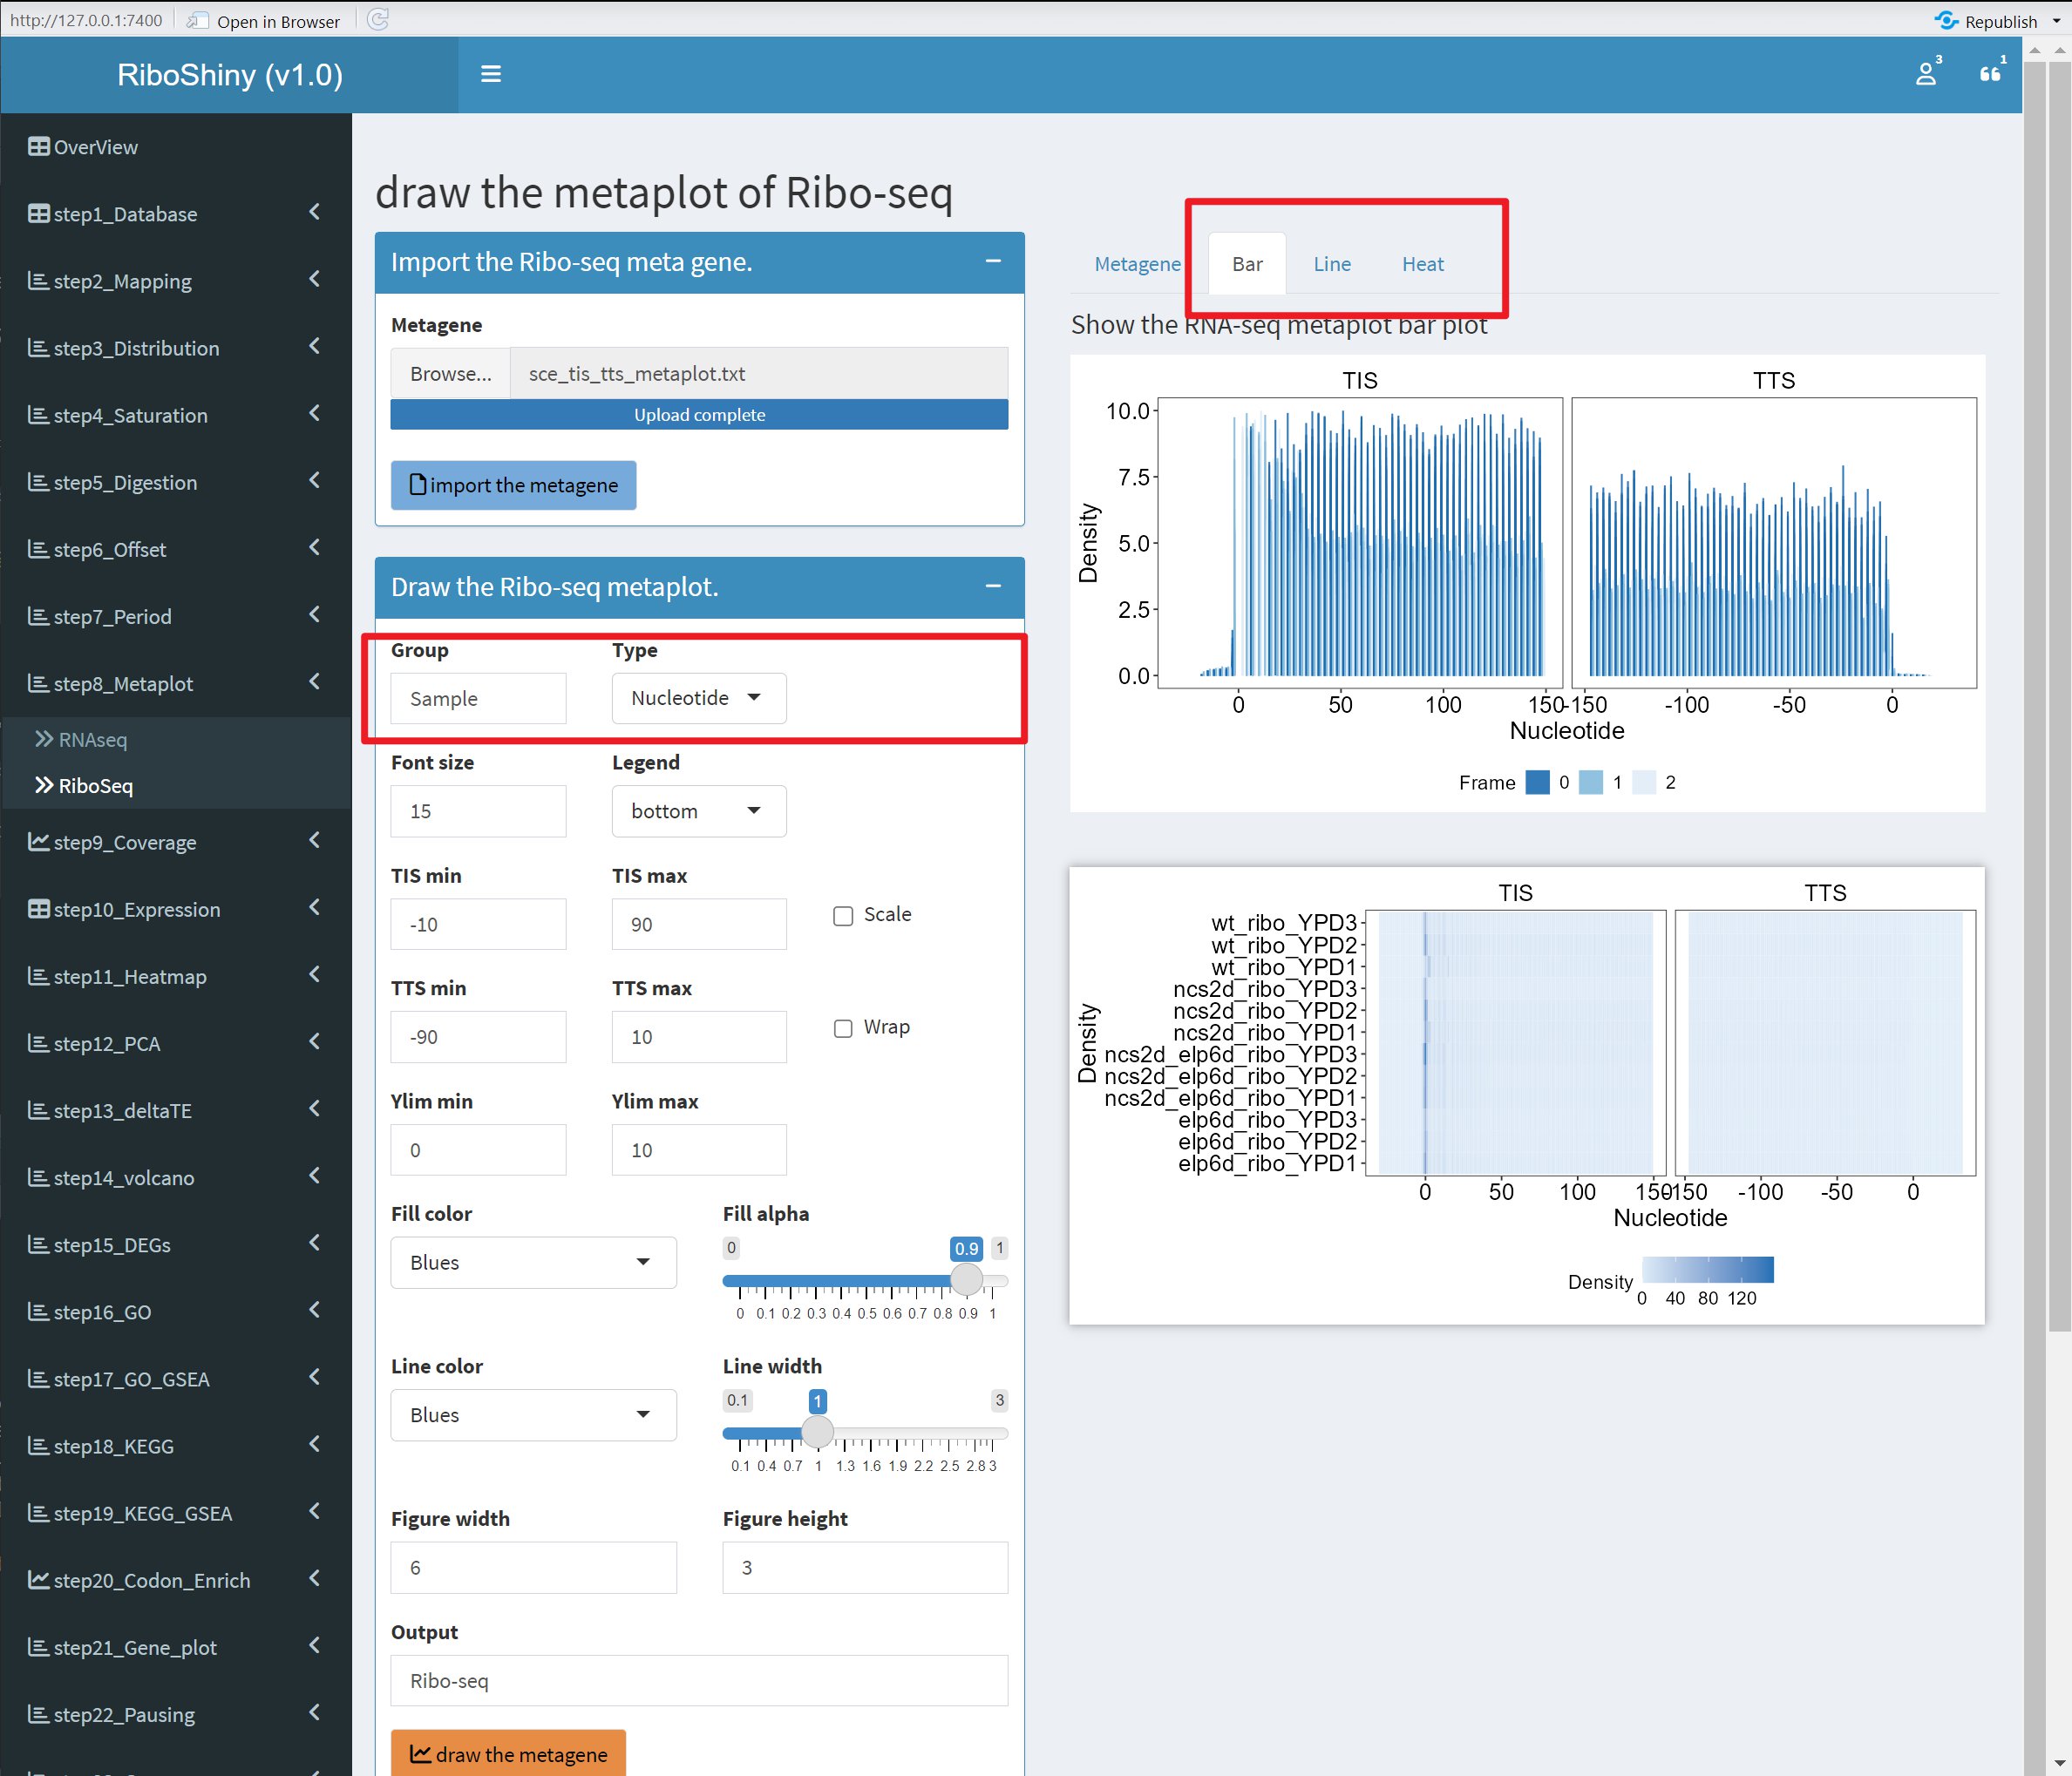 http://127.0.0.1:7400 Open in Browser Republish
RiboShiny (v1.0) 3 1
OverView
step1_Database
step2_Mapping
step3_Distribution
step4_Saturation
step5_Digestion
step6_Offset
step7_Period
step8_Metaplot
RNAseq
RiboSeq
step9_Coverage
step10_Expression
step11_Heatmap
step12_PCA
step13_deltaTE
step14_volcano
step15_DEGs
step16_GO
step17_GO_GSEA
step18_KEGG
step19_KEGG_GSEA
step20_Codon_Enrich
step21_Gene_plot
step22_Pausing
draw the metaplot of Ribo-seq
Import the Ribo-seq meta gene.
Metagene
Browse... sce_tis_tts_metaplot.txt
Upload complete
import the metagene
Draw the Ribo-seq metaplot.
Group Type
Sample Nucleotide
Font size Legend
15 bottom
TIS min TIS max
-10 90 Scale
TTS min TTS max
-90 10 Wrap
Ylim min Ylim max
0 10
Fill color Fill alpha
Blues 0 0.9 1
0 0.1 0.2 0.3 0.4 0.5 0.6 0.7 0.8 0.9 1
Line color Line width
Blues 0.1 1 3
0.1 0.4 0.7 1 1.3 1.6 1.9 2.2 2.5 2.8 3
Figure width Figure height
6 3
Output
Ribo-seq
draw the metagene
Metagene Bar Line Heat
Show the RNA-seq metaplot bar plot
TIS TTS
10.0
7.5
5.0
2.5
0.0
Density
0 50 100 150 -150 -100 -50 0
Nucleotide
Frame 0 1 2
TIS TTS
wt_ribo_YPD3
wt_ribo_YPD2
wt_ribo_YPD1
ncs2d_ribo_YPD3
ncs2d_ribo_YPD2
ncs2d_ribo_YPD1
ncs2d_elp6d_ribo_YPD3
ncs2d_elp6d_ribo_YPD2
ncs2d_elp6d_ribo_YPD1
elp6d_ribo_YPD3
elp6d_ribo_YPD2
elp6d_ribo_YPD1
Density
0 50 100 150 -150 -100 -50 0
Nucleotide
Density
0 40 80 120